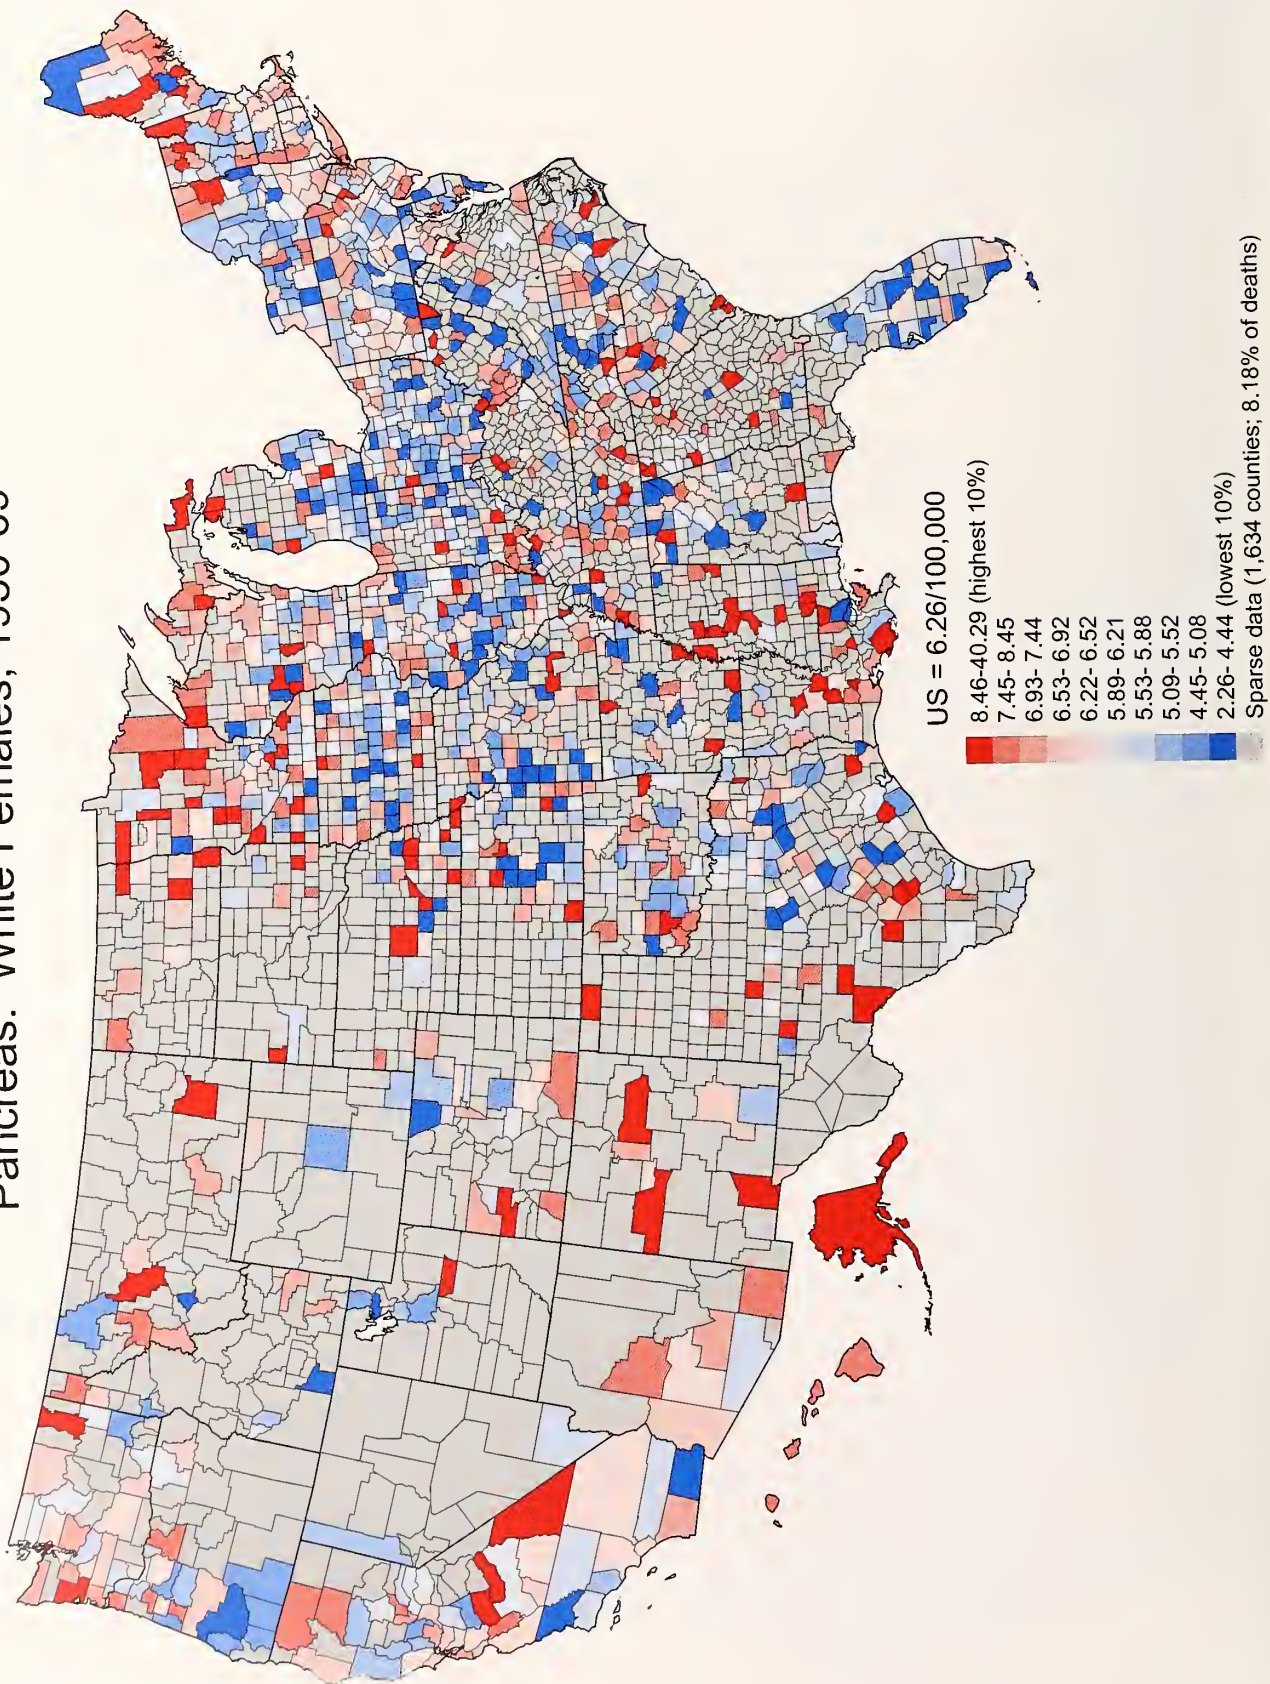 US = 6.26/100,000
8.46-40.29 (highest 10%)
7.45- 8.45
6.93- 7.44
6.53- 6.92
6.22- 6.52
5.89- 6.21
5.53- 5.88
5.09- 5.52
4.45- 5.08
2.26- 4.44 (lowest 10%)
Sparse data (1,634 counties; 8.18% of deaths)